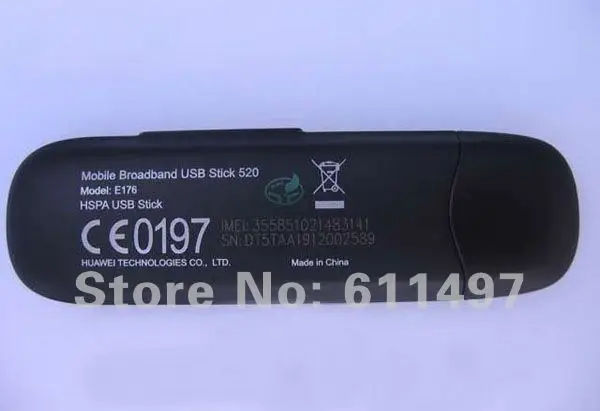 Mobile Broadband USB Stick 520
Model: E176
HSPA USB Stick
CE0197
IMEI: 355851021483141
SN: DT5TAA1912002589
HUAWEI TECHNOLOGIES CO., LTD.
Made in China
Store No: 611497